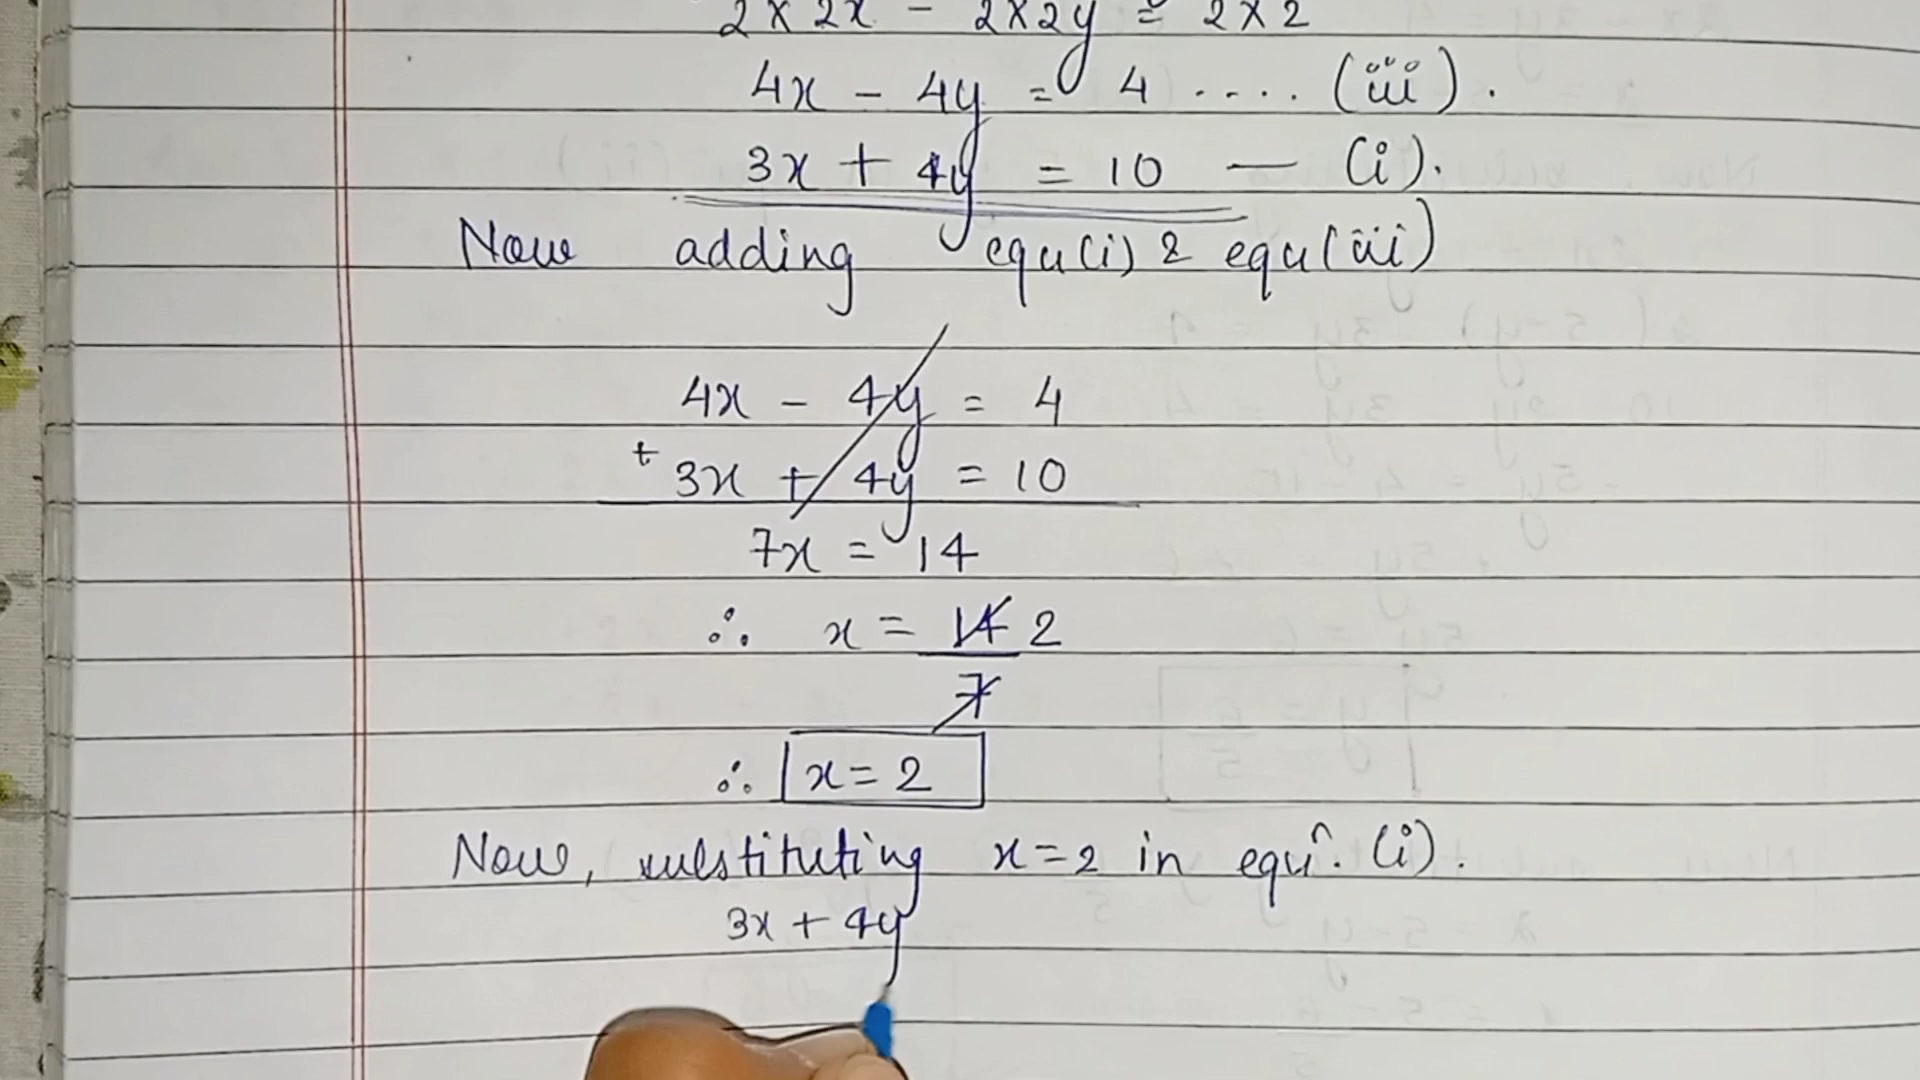 2 x 2x - 2 x 2y = 2 x 2
4x - 4y = 4 .... (iii).
3x + 4y = 10 — (i).
Now adding equ(i) & equ(iii)
4x - 4y = 4
+ 3x + 4y = 10
7x = 14
∴ x = 14 2
7
∴ x = 2
Now, substituting x = 2 in equⁿ. (i).
3x + 4y